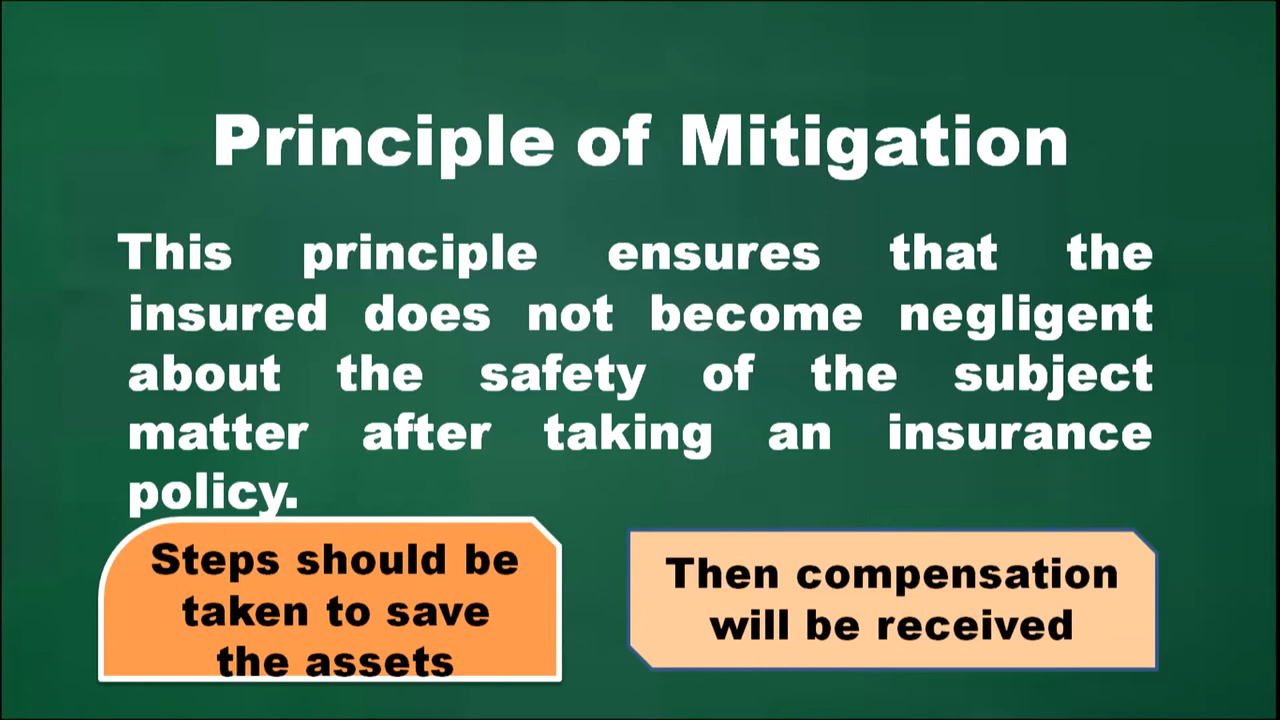 Principle of Mitigation
This principle ensures that the
insured does not become negligent
about the safety of the subject
matter after taking an insurance
policy.
Steps should be
taken to save
the assets
Then compensation
will be received